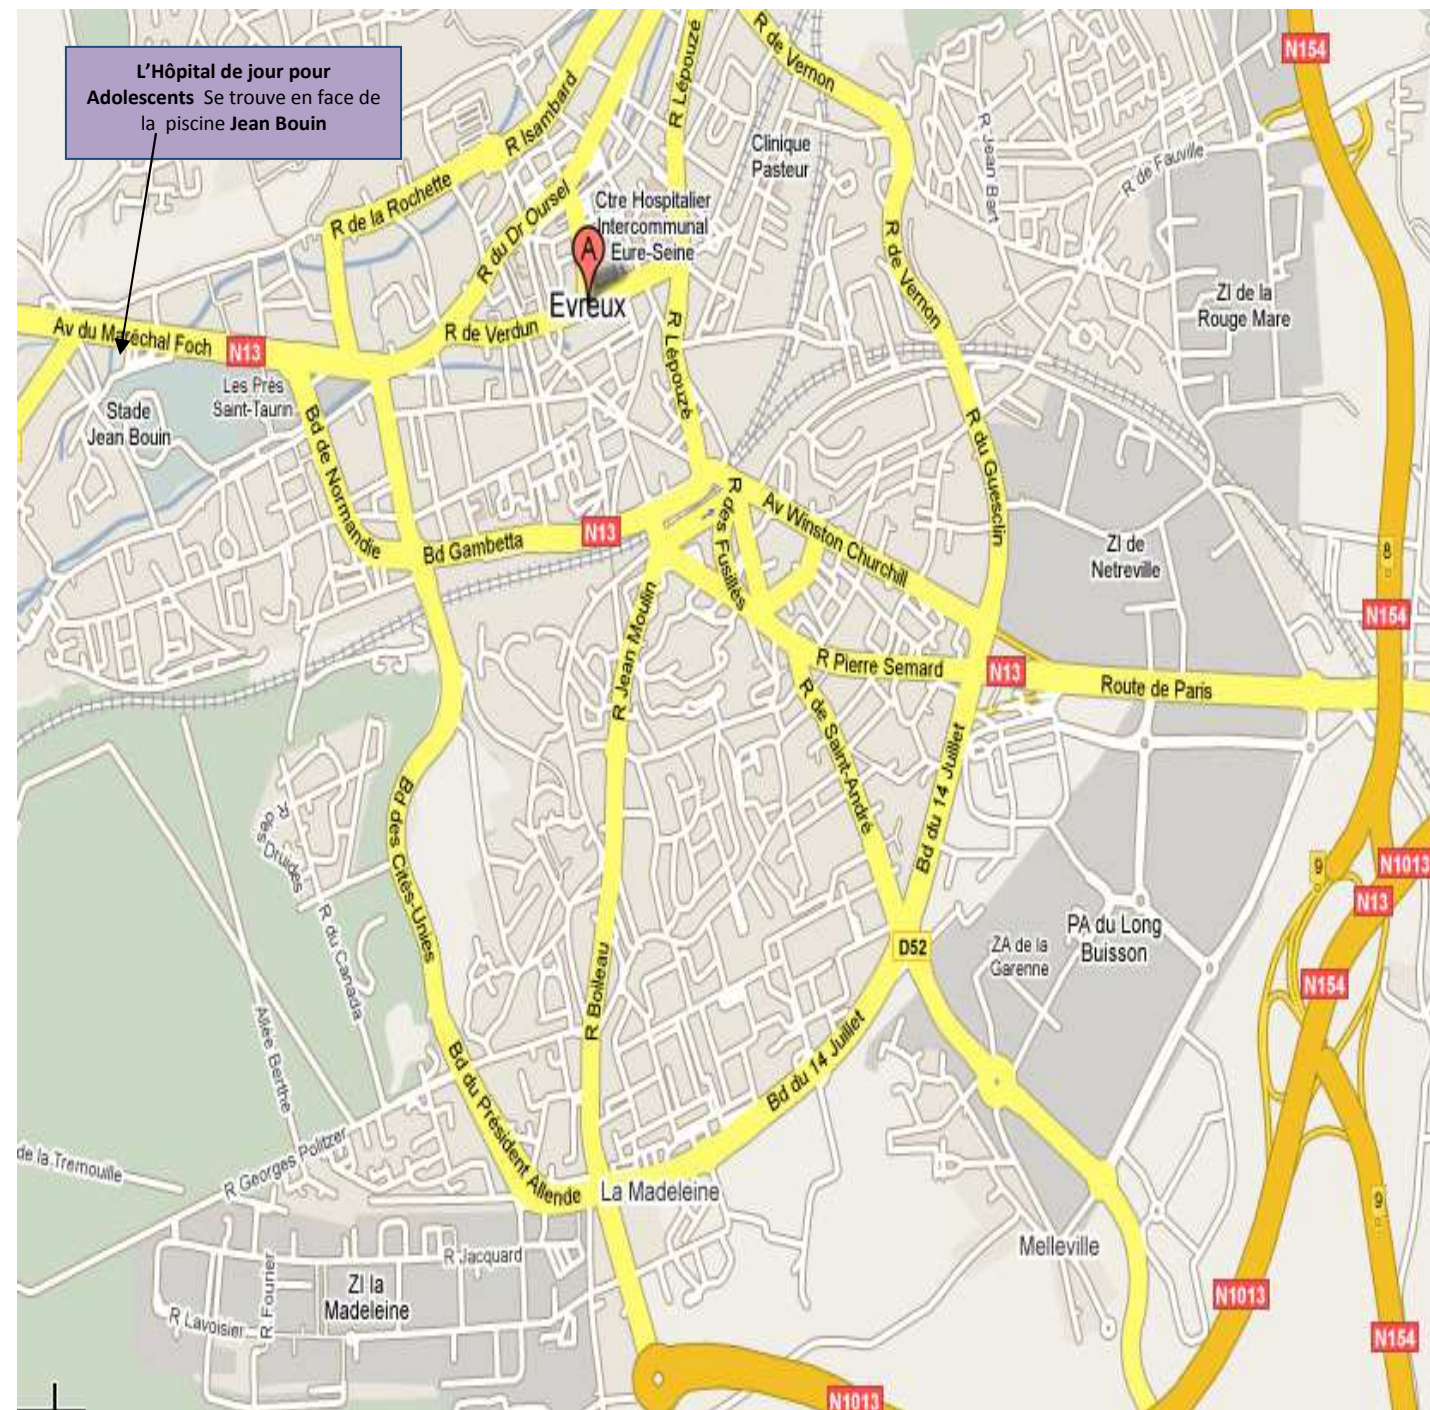 L'Hôpital de jour pour
Adolescents Se trouve en face de
la piscine Jean Bouin
N154
R de Vernon
R Lépouzé
R Isambard
Clinique
Pasteur
R Jean Bart
R de Fauville
R de la Rochette
R du Dr Oursel
Ctre Hospitalier
Intercommunal
Eure-Seine
A
Evreux
R de Vernon
ZI de la
Rouge Mare
Av du Maréchal Foch
N13
R de Verdun
R Lépouzé
Les Prés
Saint-Taurin
Stade
Jean Bouin
Bd de Normandie
R du Guesclin
R des Fusillés
Av Winston Churchill
Bd Gambetta
N13
ZI de
Netreville
8
N154
R Jean Moulin
R Pierre Semard
N13
Route de Paris
R de Saint-André
Bd du 14 Juillet
R des Druides
Bd des Cités-Unies
9
N1013
N13
R du Canada
D52
PA du Long
Buisson
ZA de la
Garenne
N154
R Boileau
Allée Berthe
Bd du 14 Juillet
Bd du Président Allende
de la Tremouille
R Georges Politzer
La Madeleine
9
Melleville
R Jacquard
R Fourier
ZI la
Madeleine
R Lavoisier
N1013
N154
N1013